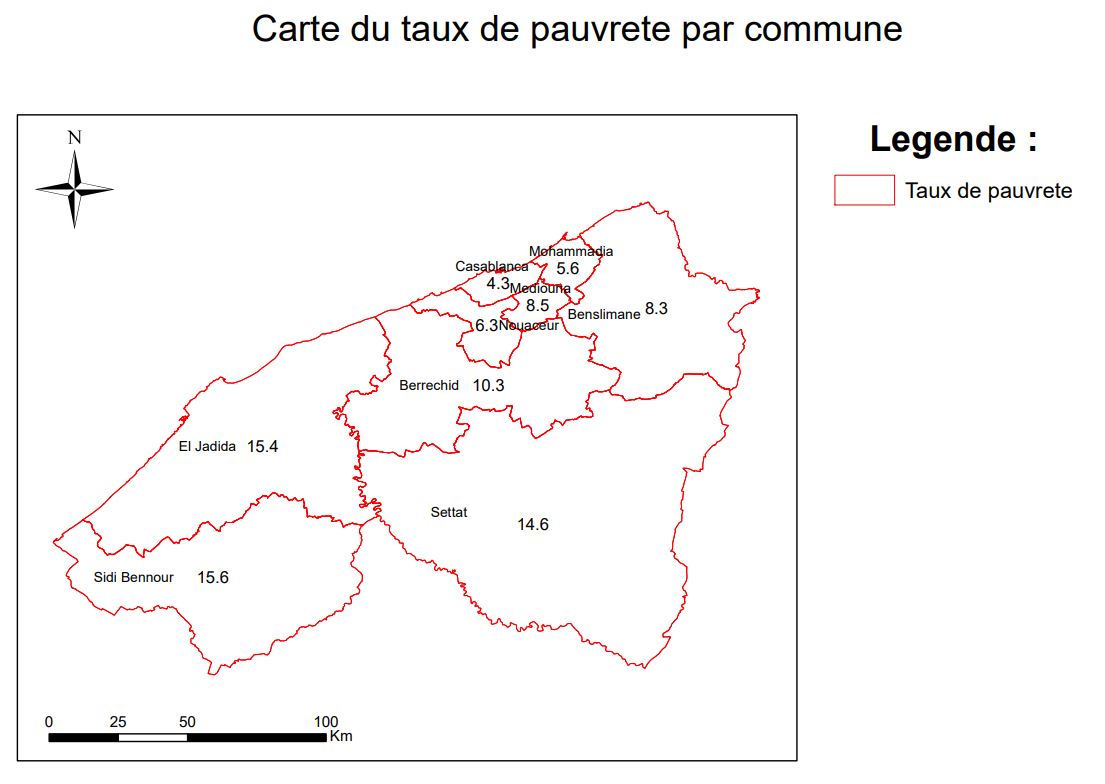 Carte du taux de pauvrete par commune
N
Legende :
Taux de pauvrete
Mohammadia
5.6
Casablanca
4.3
Mediouna
8.5
Benslimane 8.3
6.3 Nouaceur
Berrechid 10.3
El Jadida 15.4
Settat
14.6
Sidi Bennour 15.6
0 25 50 100
Km